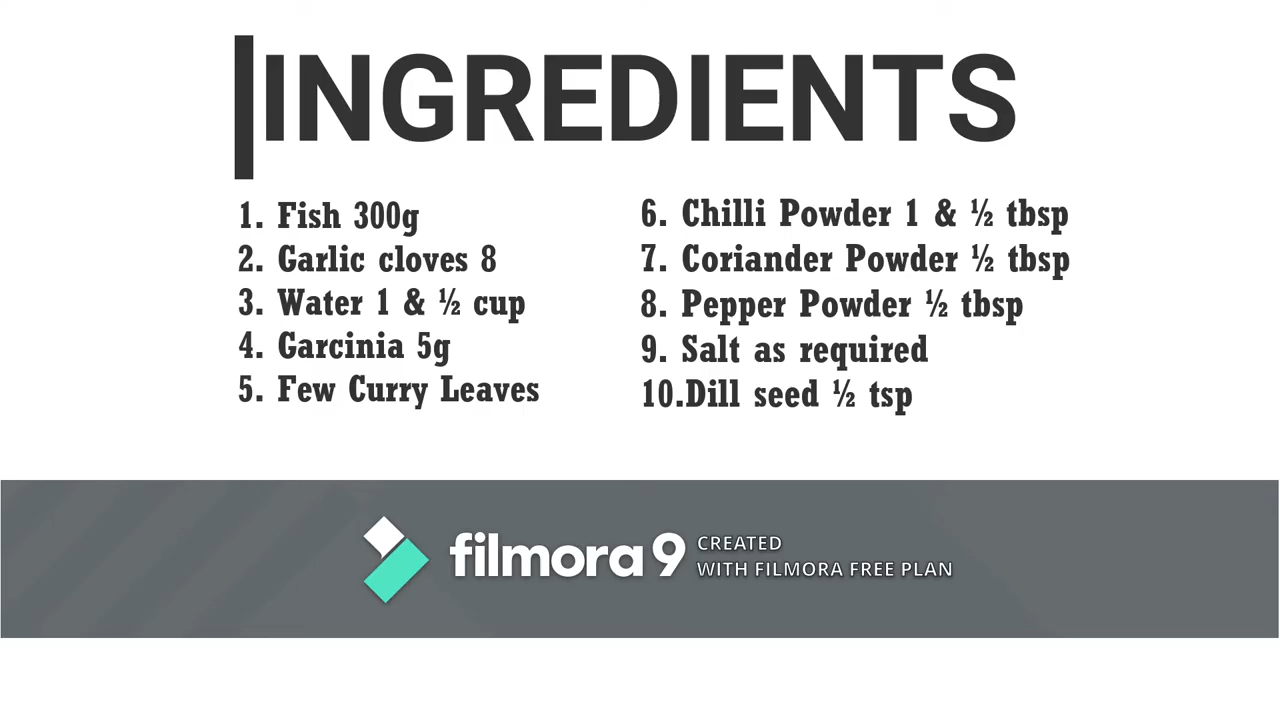 INGREDIENTS
1. Fish 300g
2. Garlic cloves 8
3. Water 1 & ½ cup
4. Garcinia 5g
5. Few Curry Leaves
6. Chilli Powder 1 & ½ tbsp
7. Coriander Powder ½ tbsp
8. Pepper Powder ½ tbsp
9. Salt as required
10.Dill seed ½ tsp
filmora 9
CREATED
WITH FILMORA FREE PLAN